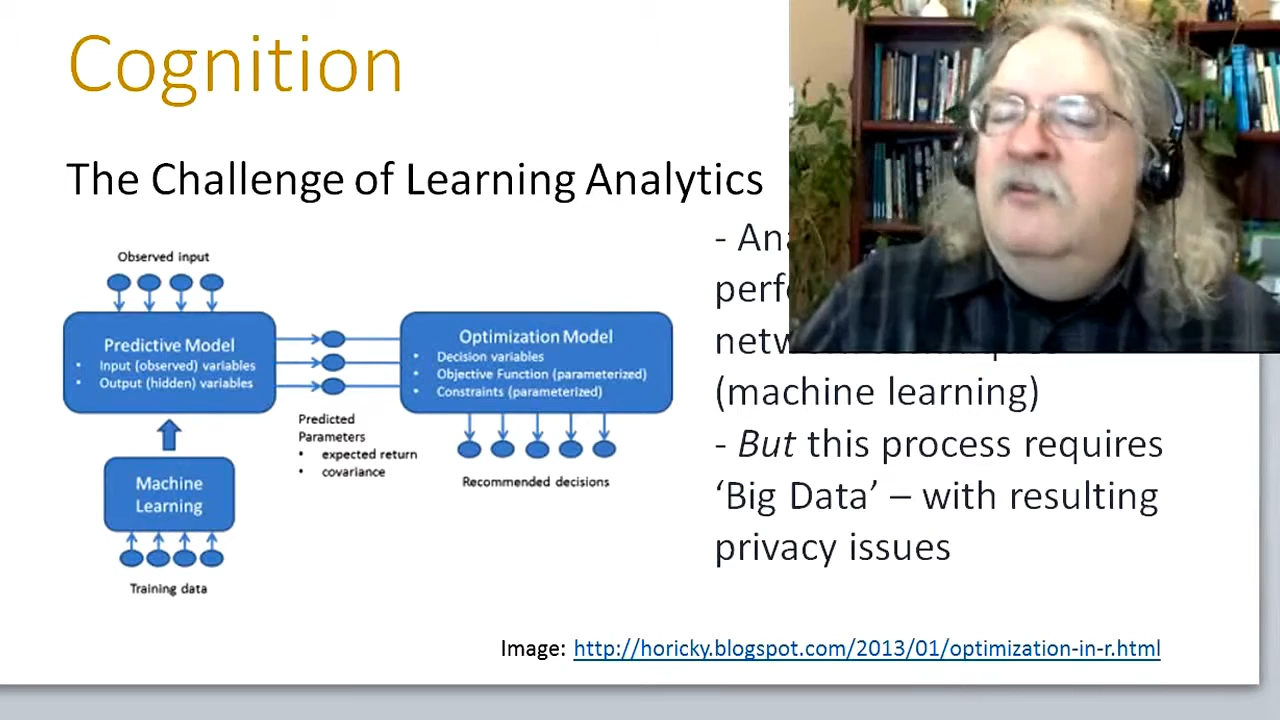 Cognition
The Challenge of Learning Analytics
Observed input
Predictive Model
• Input (observed) variables
• Output (hidden) variables
Optimization Model
• Decision variables
• Objective Function (parameterized)
• Constraints (parameterized)
Predicted
Parameters
• expected return
• covariance
Recommended decisions
Machine
Learning
Training data
-
(machine learning)
- But this process requires
‘Big Data’ – with resulting
privacy issues
Image: http://horicky.blogspot.com/2013/01/optimization-in-r.html